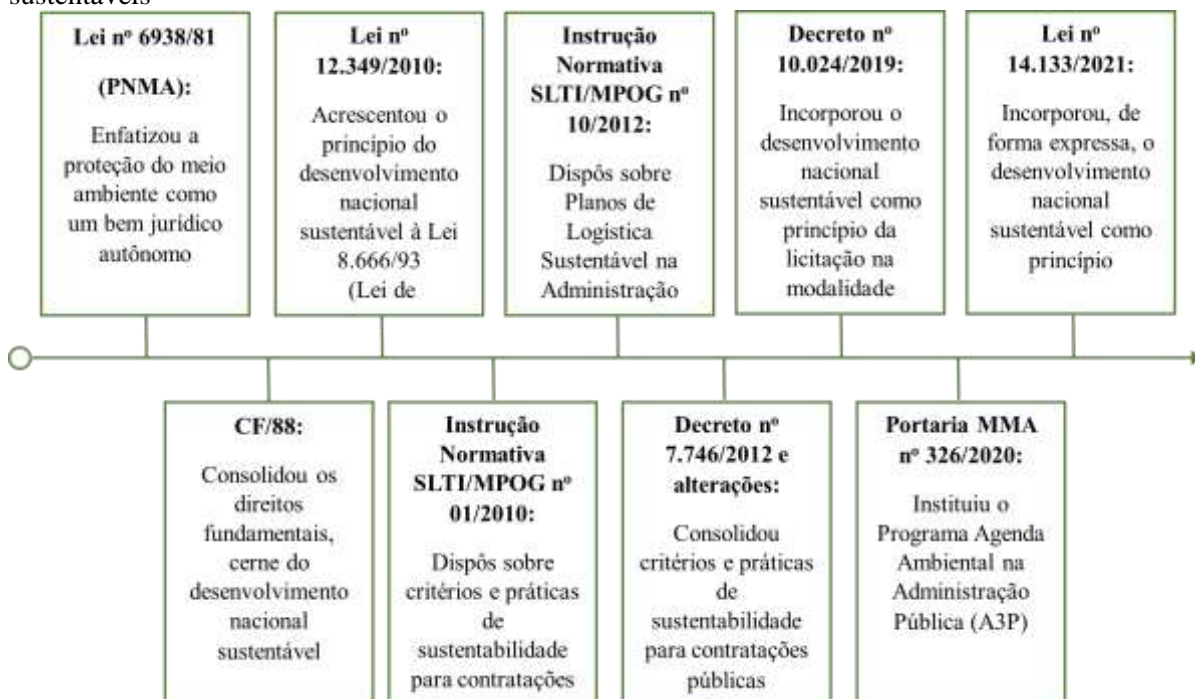 sustentáveis
Lei nº 6938/81
(PNMA):
Enfatizou a
proteção do meio
ambiente como
um bem jurídico
autônomo
Lei nº
12.349/2010:
Acrescentou o
princípio do
desenvolvimento
nacional
sustentável à Lei
8.666/93
(Lei de
Instrução
Normativa
SLTI/MPOG nº
10/2012:
Dispôs sobre
Planos de
Logística
Sustentável na
Administração
Decreto nº
10.024/2019:
Incorporou o
desenvolvimento
nacional
sustentável como
princípio da
licitação na
modalidade
Lei nº
14.133/2021:
Incorporou, de
forma expressa, o
desenvolvimento
nacional
sustentável como
princípio
CF/88:
Consolidou os
direitos
fundamentais,
cerne do
desenvolvimento
nacional
sustentável
Instrução
Normativa
SLTI/MPOG nº
01/2010:
Dispôs sobre
critérios e práticas
de
sustentabilidade
para contratações
Decreto nº
7.746/2012 e
alterações:
Consolidou
critérios e práticas
de
sustentabilidade
para contratações
públicas
Portaria MMA
nº 326/2020:
Instituiu o
Programa Agenda
Ambiental na
Administração
Pública (A3P)